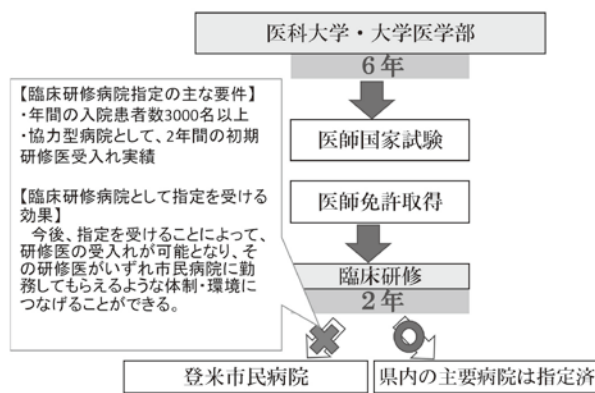 医科大学・大学医学部
6年
医師国家試験
医師免許取得
臨床研修
2年
登米市民病院
県内の主要病院は指定済
【臨床研修病院指定の主な要件】
・年間の入院患者数3000名以上
・協力型病院として、2年間の初期
研修医受入れ実績
【臨床研修病院として指定を受ける
効果】
今後、指定を受けることによって、
研修医の受入れが可能となり、そ
の研修医がいずれ市民病院に勤
務してもらえるような体制・環境に
つなげることができる。